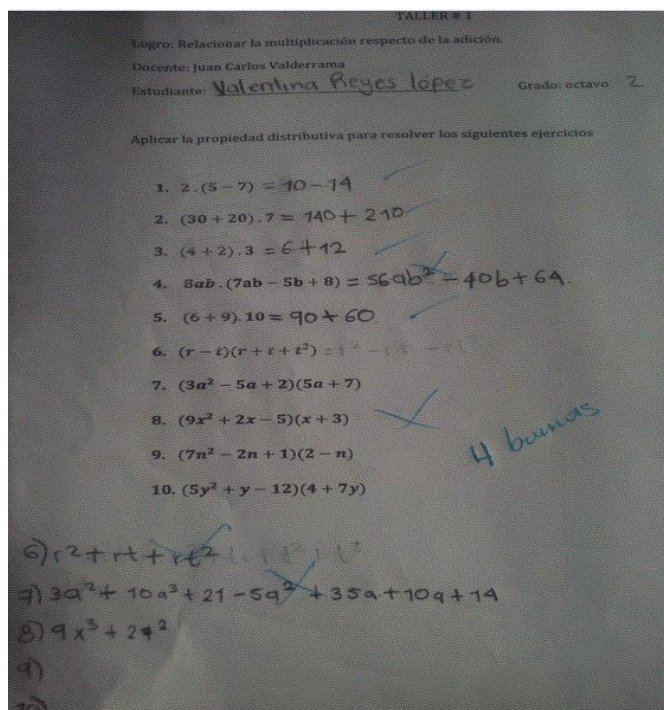 TALLER # 1
Logro: Relacionar la multiplicación respecto de la adición.
Docente: Juan Carlos Valderrama
Estudiante: Valentina Reyes lópez Grado: octavo 2
Aplicar la propiedad distributiva para resolver los siguientes ejercicios
1. 2.(5 − 7) = 10 − 14
2. (30 + 20).7 = 140 + 210
3. (4 + 2).3 = 6 + 12
4. 8ab.(7ab − 5b + 8) = 56ab² − 40b + 64.
5. (6 + 9).10 = 90 + 60
6. (r − t)(r + t + t²)
7. (3a² − 5a + 2)(5a + 7)
8. (9x² + 2x − 5)(x + 3)
9. (7n² − 2n + 1)(2 − n)
10. (5y² + y − 12)(4 + 7y)
4 buenas
6) r2 + rt + rt2
7) 3a² + 10a³ + 21 − 5a² + 35a + 10a + 14
8) 9x³ + 2
9)
10)